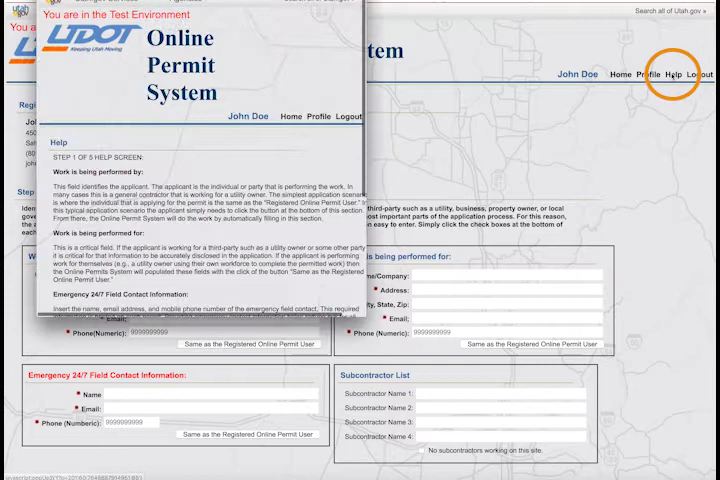 Search all of Utah.gov »
You are in the Test Environment
UDOT
Keeping Utah Moving
Online
Permit
System
John Doe Home Profile Logout
Help
STEP 1 OF 5 HELP SCREEN:
Work is being performed by:
This field identifies the applicant. The applicant is the individual or party that is performing the work. In
many cases this is a general contractor that is working for a utility owner. The simplest application scenario
is where the individual that is applying for the permit is the same as the "Registered Online Permit User." In
this typical application scenario the applicant simply needs to click the button at the bottom of this section.
From there, the Online Permit System will do the work by automatically filling in this section.
Work is being performed for:
This is a critical field. If the applicant is working for a third-party such as a utility owner or some other party
it is critical for that information to be accurately disclosed in the application. If the applicant is performing
work for themselves (e.g., a utility owner using their own workforce to complete the permitted work) then
the Online Permits System will populated these fields with the click of the button "Same as the Registered
Online Permit User."
Emergency 24/7 Field Contact Information:
Insert the name, email address, and mobile phone number of the emergency field contact. This required
tem
John Doe Home Profile Help Logout
third-party such as a utility, business, property owner, or local
most important parts of the application process. For this reason,
en easy to enter. Simply click the check boxes at the bottom of
being performed for:
me/Company:
* Address:
ty, State, Zip:
* Email:
* Phone (Numeric): 9999999999
Same as the Registered Online Permit User
* Email:
* Phone(Numeric): 9999999999
Same as the Registered Online Permit User
Emergency 24/7 Field Contact Information:
* Name
* Email:
* Phone (Numberic): 9999999999
Same as the Registered Online Permit User
Subcontractor List
Subcontractor Name 1:
Subcontractor Name 2:
Subcontractor Name 3:
Subcontractor Name 4:
No subcontractors working on this site.